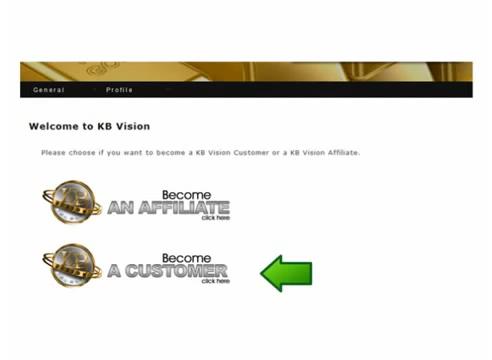 General Profile
Welcome to KB Vision
Please choose if you want to become a KB Vision Customer or a KB Vision Affiliate.
Become
AN AFFILIATE
click here
Become
A CUSTOMER
click here